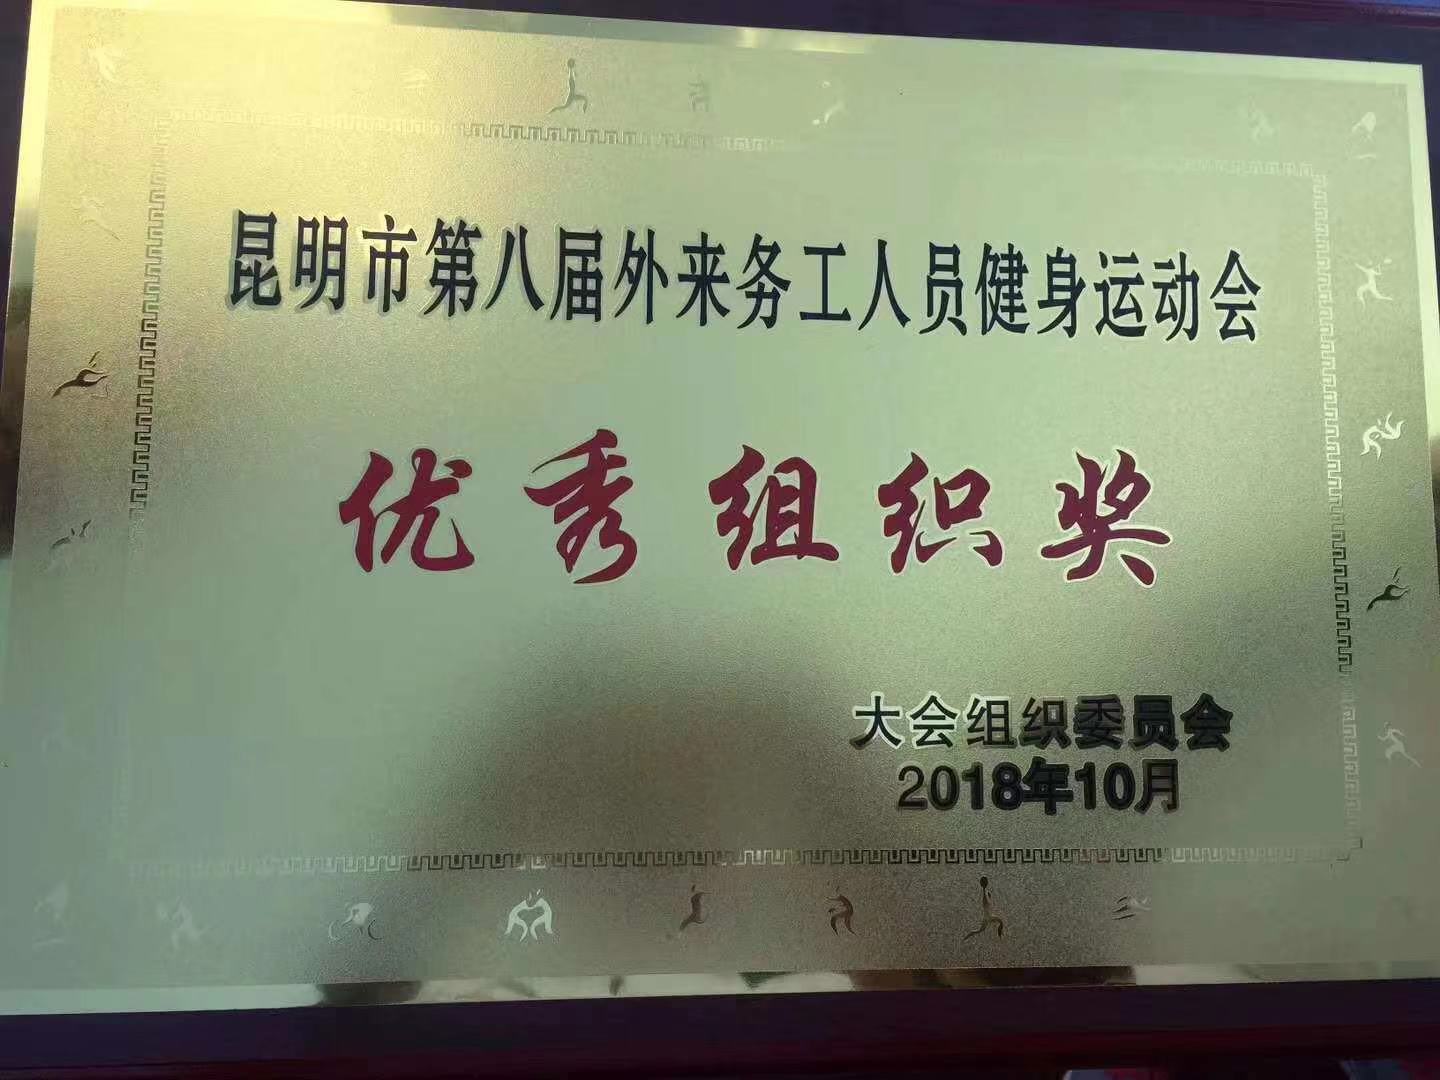 昆明市第八届外来务工人员健身运动会
优秀组织奖
大会组织委员会
2018年10月